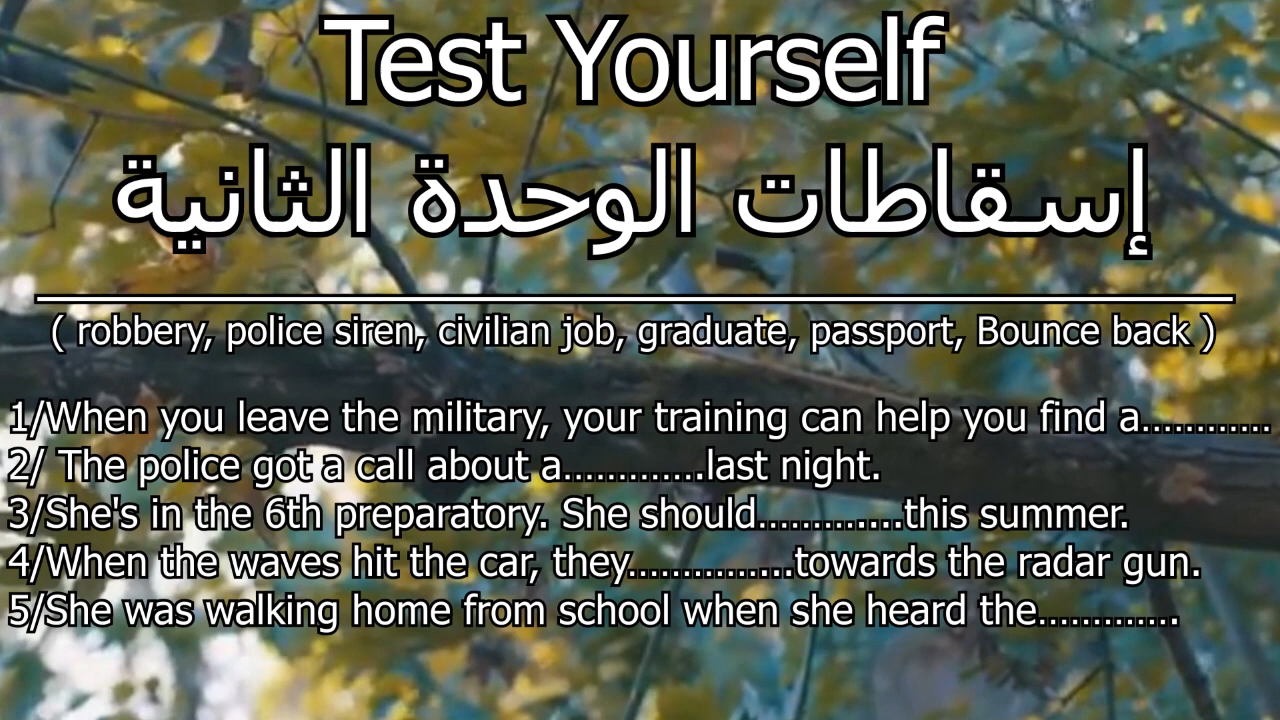 Test Yourself
إسقاطات الوحدة الثانية
( robbery, police siren, civilian job, graduate, passport, Bounce back )
1/When you leave the military, your training can help you find a............
2/ The police got a call about a.............last night.
3/She's in the 6th preparatory. She should.............this summer.
4/When the waves hit the car, they...............towards the radar gun.
5/She was walking home from school when she heard the.............